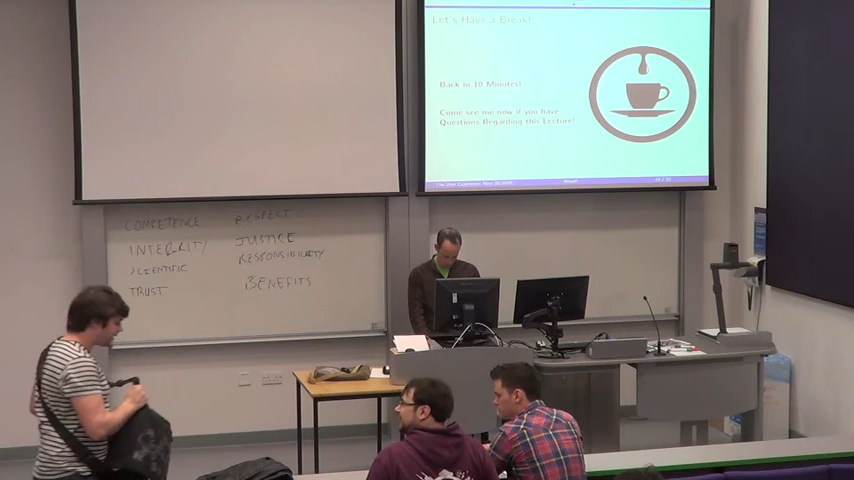 Let's Have a Break!
Back in 10 Minutes!
Come see me now if you have
Questions Regarding this Lecture!
COMPETENCE
INTEGRITY
SCIENTIFIC
TRUST
RESPECT
JUSTICE
RESPONSIBILITY
BENEFITS